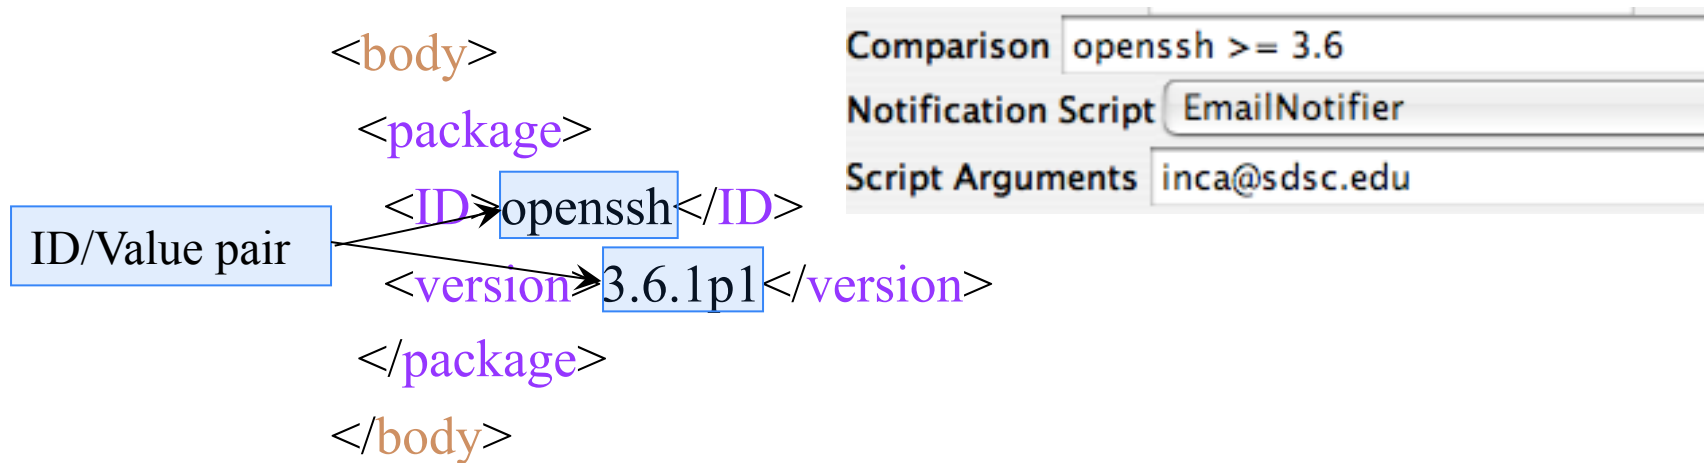 <body>
<package>
<ID>openssh</ID>
ID/Value pair
<version>3.6.1p1</version>
</package>
</body>
Comparison openssh >= 3.6
Notification Script EmailNotifier
Script Arguments inca@sdsc.edu